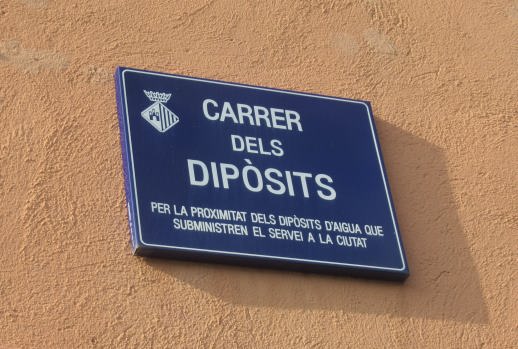 CARRER
DELS
DIPÒSITS
PER LA PROXIMITAT DELS DIPÒSITS D'AIGUA QUE
SUBMINISTREN EL SERVEI A LA CIUTAT